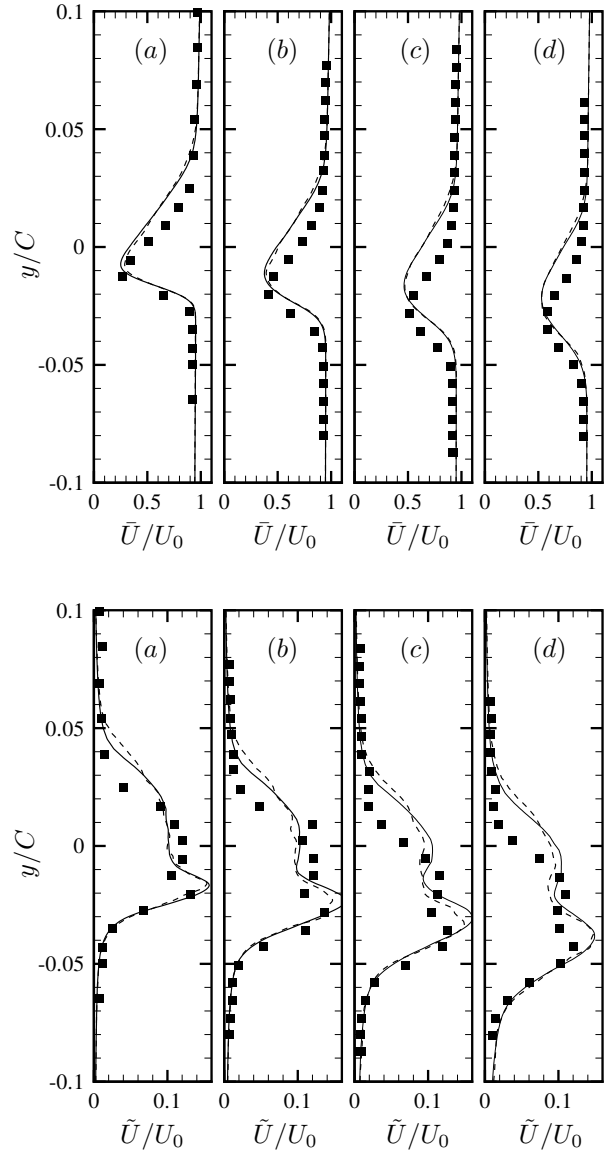 0.1
(a) (b) (c) (d)
0.05
y/C
0
-0.05
-0.1
0 0.5 1 0 0.5 1 0 0.5 1 0 0.5 1
Ū/U₀ Ū/U₀ Ū/U₀ Ū/U₀
0.1
(a) (b) (c) (d)
0.05
y/C
0
-0.05
-0.1
0 0.1 0 0.1 0 0.1 0 0.1
Ũ/U₀ Ũ/U₀ Ũ/U₀ Ũ/U₀